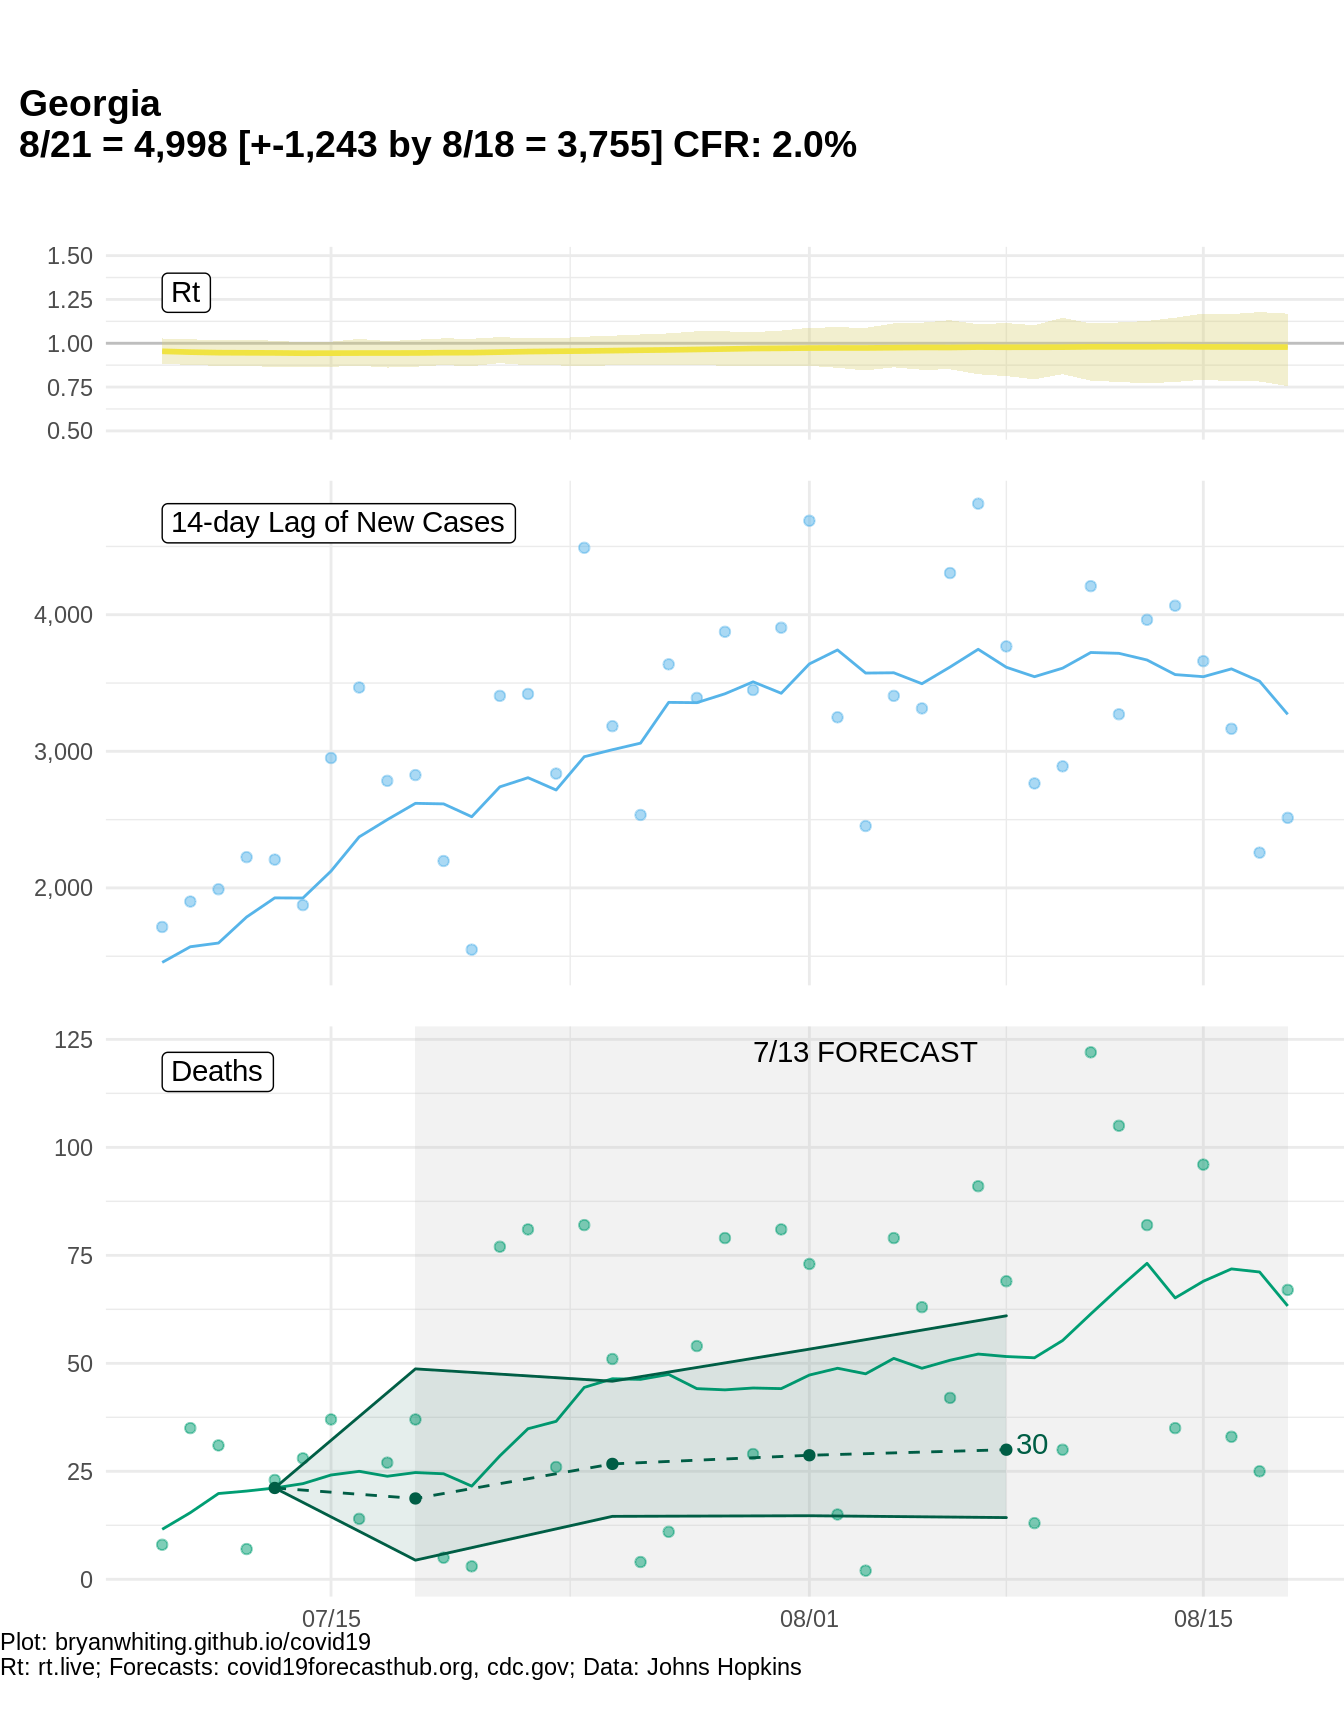 Georgia
8/21 = 4,998 [+-1,243 by 8/18 = 3,755] CFR: 2.0%
1.50
1.25
1.00
0.75
0.50
Rt
14-day Lag of New Cases
4,000
3,000
2,000
125
100
75
50
25
0
Deaths
7/13 FORECAST
30
07/15
08/01
08/15
Plot: bryanwhiting.github.io/covid19
Rt: rt.live; Forecasts: covid19forecasthub.org, cdc.gov; Data: Johns Hopkins